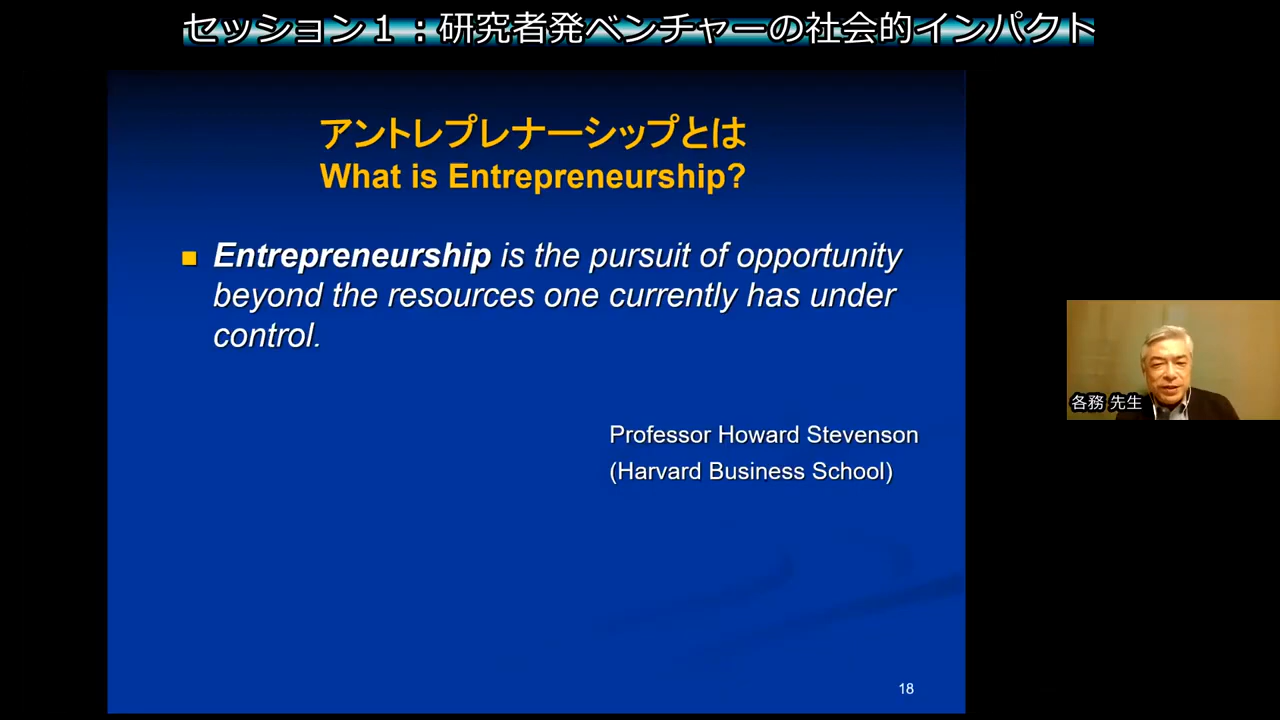 セッション１：研究者発ベンチャーの社会的インパクト
アントレプレナーシップとは
What is Entrepreneurship?
Entrepreneurship is the pursuit of opportunity
beyond the resources one currently has under
control.
Professor Howard Stevenson
(Harvard Business School)
各務 先生
18